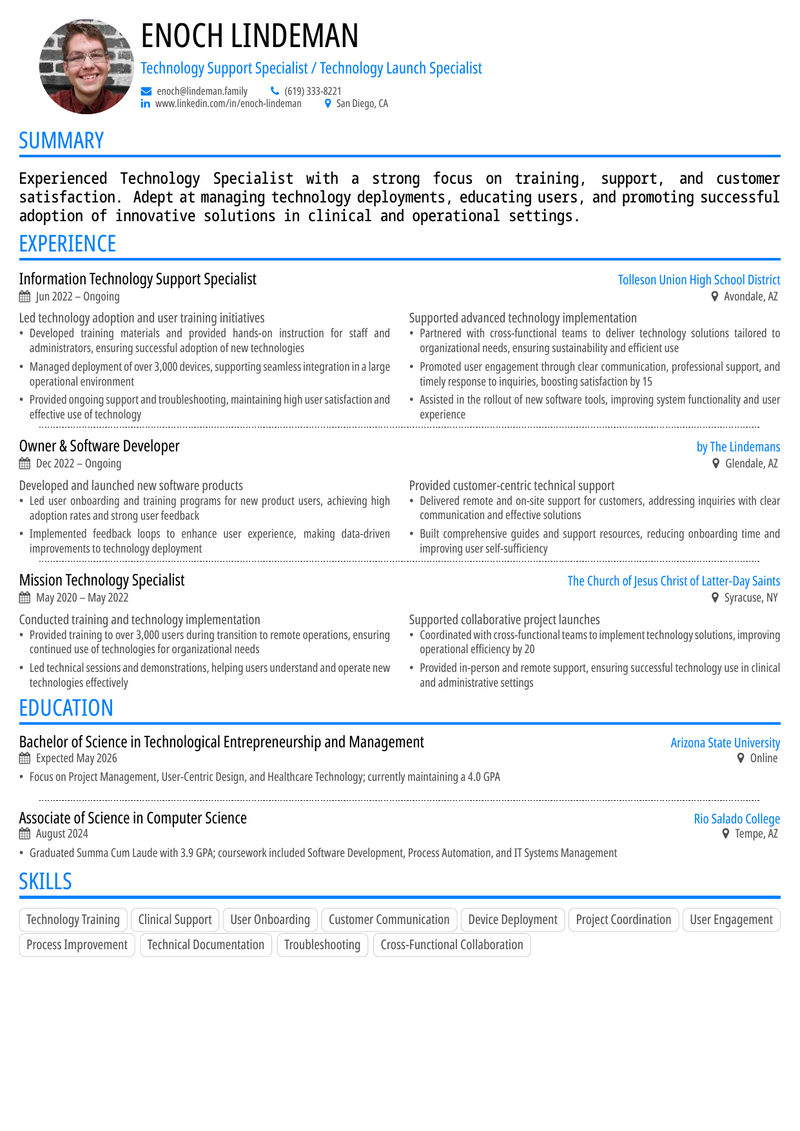 ENOCH LINDEMAN
Technology Support Specialist / Technology Launch Specialist
enoch@lindeman.family (619) 333-8221
www.linkedin.com/in/enoch-lindeman San Diego, CA
SUMMARY
Experienced Technology Specialist with a strong focus on training, support, and customer
satisfaction. Adept at managing technology deployments, educating users, and promoting successful
adoption of innovative solutions in clinical and operational settings.
EXPERIENCE
Information Technology Support Specialist Tolleson Union High School District
Jun 2022 – Ongoing Avondale, AZ
Led technology adoption and user training initiatives
• Developed training materials and provided hands-on instruction for staff and
administrators, ensuring successful adoption of new technologies
• Managed deployment of over 3,000 devices, supporting seamless integration in a large
operational environment
• Provided ongoing support and troubleshooting, maintaining high user satisfaction and
effective use of technology
Supported advanced technology implementation
• Partnered with cross-functional teams to deliver technology solutions tailored to
organizational needs, ensuring sustainability and efficient use
• Promoted user engagement through clear communication, professional support, and
timely response to inquiries, boosting satisfaction by 15
• Assisted in the rollout of new software tools, improving system functionality and user
experience
Owner & Software Developer by The Lindemans
Dec 2022 – Ongoing Glendale, AZ
Developed and launched new software products
• Led user onboarding and training programs for new product users, achieving high
adoption rates and strong user feedback
• Implemented feedback loops to enhance user experience, making data-driven
improvements to technology deployment
Provided customer-centric technical support
• Delivered remote and on-site support for customers, addressing inquiries with clear
communication and effective solutions
• Built comprehensive guides and support resources, reducing onboarding time and
improving user self-sufficiency
Mission Technology Specialist The Church of Jesus Christ of Latter-Day Saints
May 2020 – May 2022 Syracuse, NY
Conducted training and technology implementation
• Provided training to over 3,000 users during transition to remote operations, ensuring
continued use of technologies for organizational needs
• Led technical sessions and demonstrations, helping users understand and operate new
technologies effectively
Supported collaborative project launches
• Coordinated with cross-functional teams to implement technology solutions, improving
operational efficiency by 20
• Provided in-person and remote support, ensuring successful technology use in clinical
and administrative settings
EDUCATION
Bachelor of Science in Technological Entrepreneurship and Management Arizona State University
Expected May 2026 Online
• Focus on Project Management, User-Centric Design, and Healthcare Technology; currently maintaining a 4.0 GPA
Associate of Science in Computer Science Rio Salado College
August 2024 Tempe, AZ
• Graduated Summa Cum Laude with 3.9 GPA; coursework included Software Development, Process Automation, and IT Systems Management
SKILLS
Technology Training Clinical Support User Onboarding Customer Communication Device Deployment Project Coordination User Engagement
Process Improvement Technical Documentation Troubleshooting Cross-Functional Collaboration